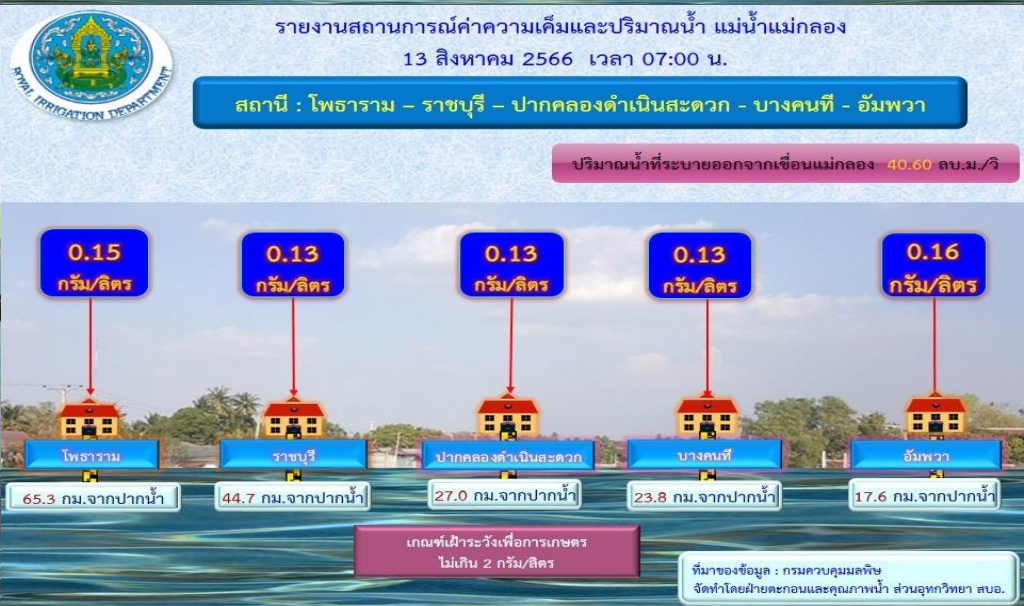 รายงานสถานการณ์ค่าความเค็มและปริมาณน้ำ แม่น้ำแม่กลอง
13 สิงหาคม 2566 เวลา 07:00 น.
ROYAL IRRIGATION DEPARTMENT
สถานี : โพธาราม – ราชบุรี – ปากคลองดำเนินสะดวก - บางคนที - อัมพวา
ปริมาณน้ำที่ระบายออกจากเขื่อนแม่กลอง 40.60 ลบ.ม./วิ
0.15 0.13 0.13 0.13 0.16
กรัม/ลิตร กรัม/ลิตร กรัม/ลิตร กรัม/ลิตร กรัม/ลิตร
โพธาราม ราชบุรี ปากคลองดำเนินสะดวก บางคนที อัมพวา
65.3 กม.จากปากน้ำ 44.7 กม.จากปากน้ำ 27.0 กม.จากปากน้ำ 23.8 กม.จากปากน้ำ 17.6 กม.จากปากน้ำ
เกณฑ์เฝ้าระวังเพื่อการเกษตร
ไม่เกิน 2 กรัม/ลิตร
ที่มาของข้อมูล : กรมควบคุมมลพิษ
จัดทำโดยฝ่ายตะกอนและคุณภาพน้ำ ส่วนอุทกวิทยา สบอ.